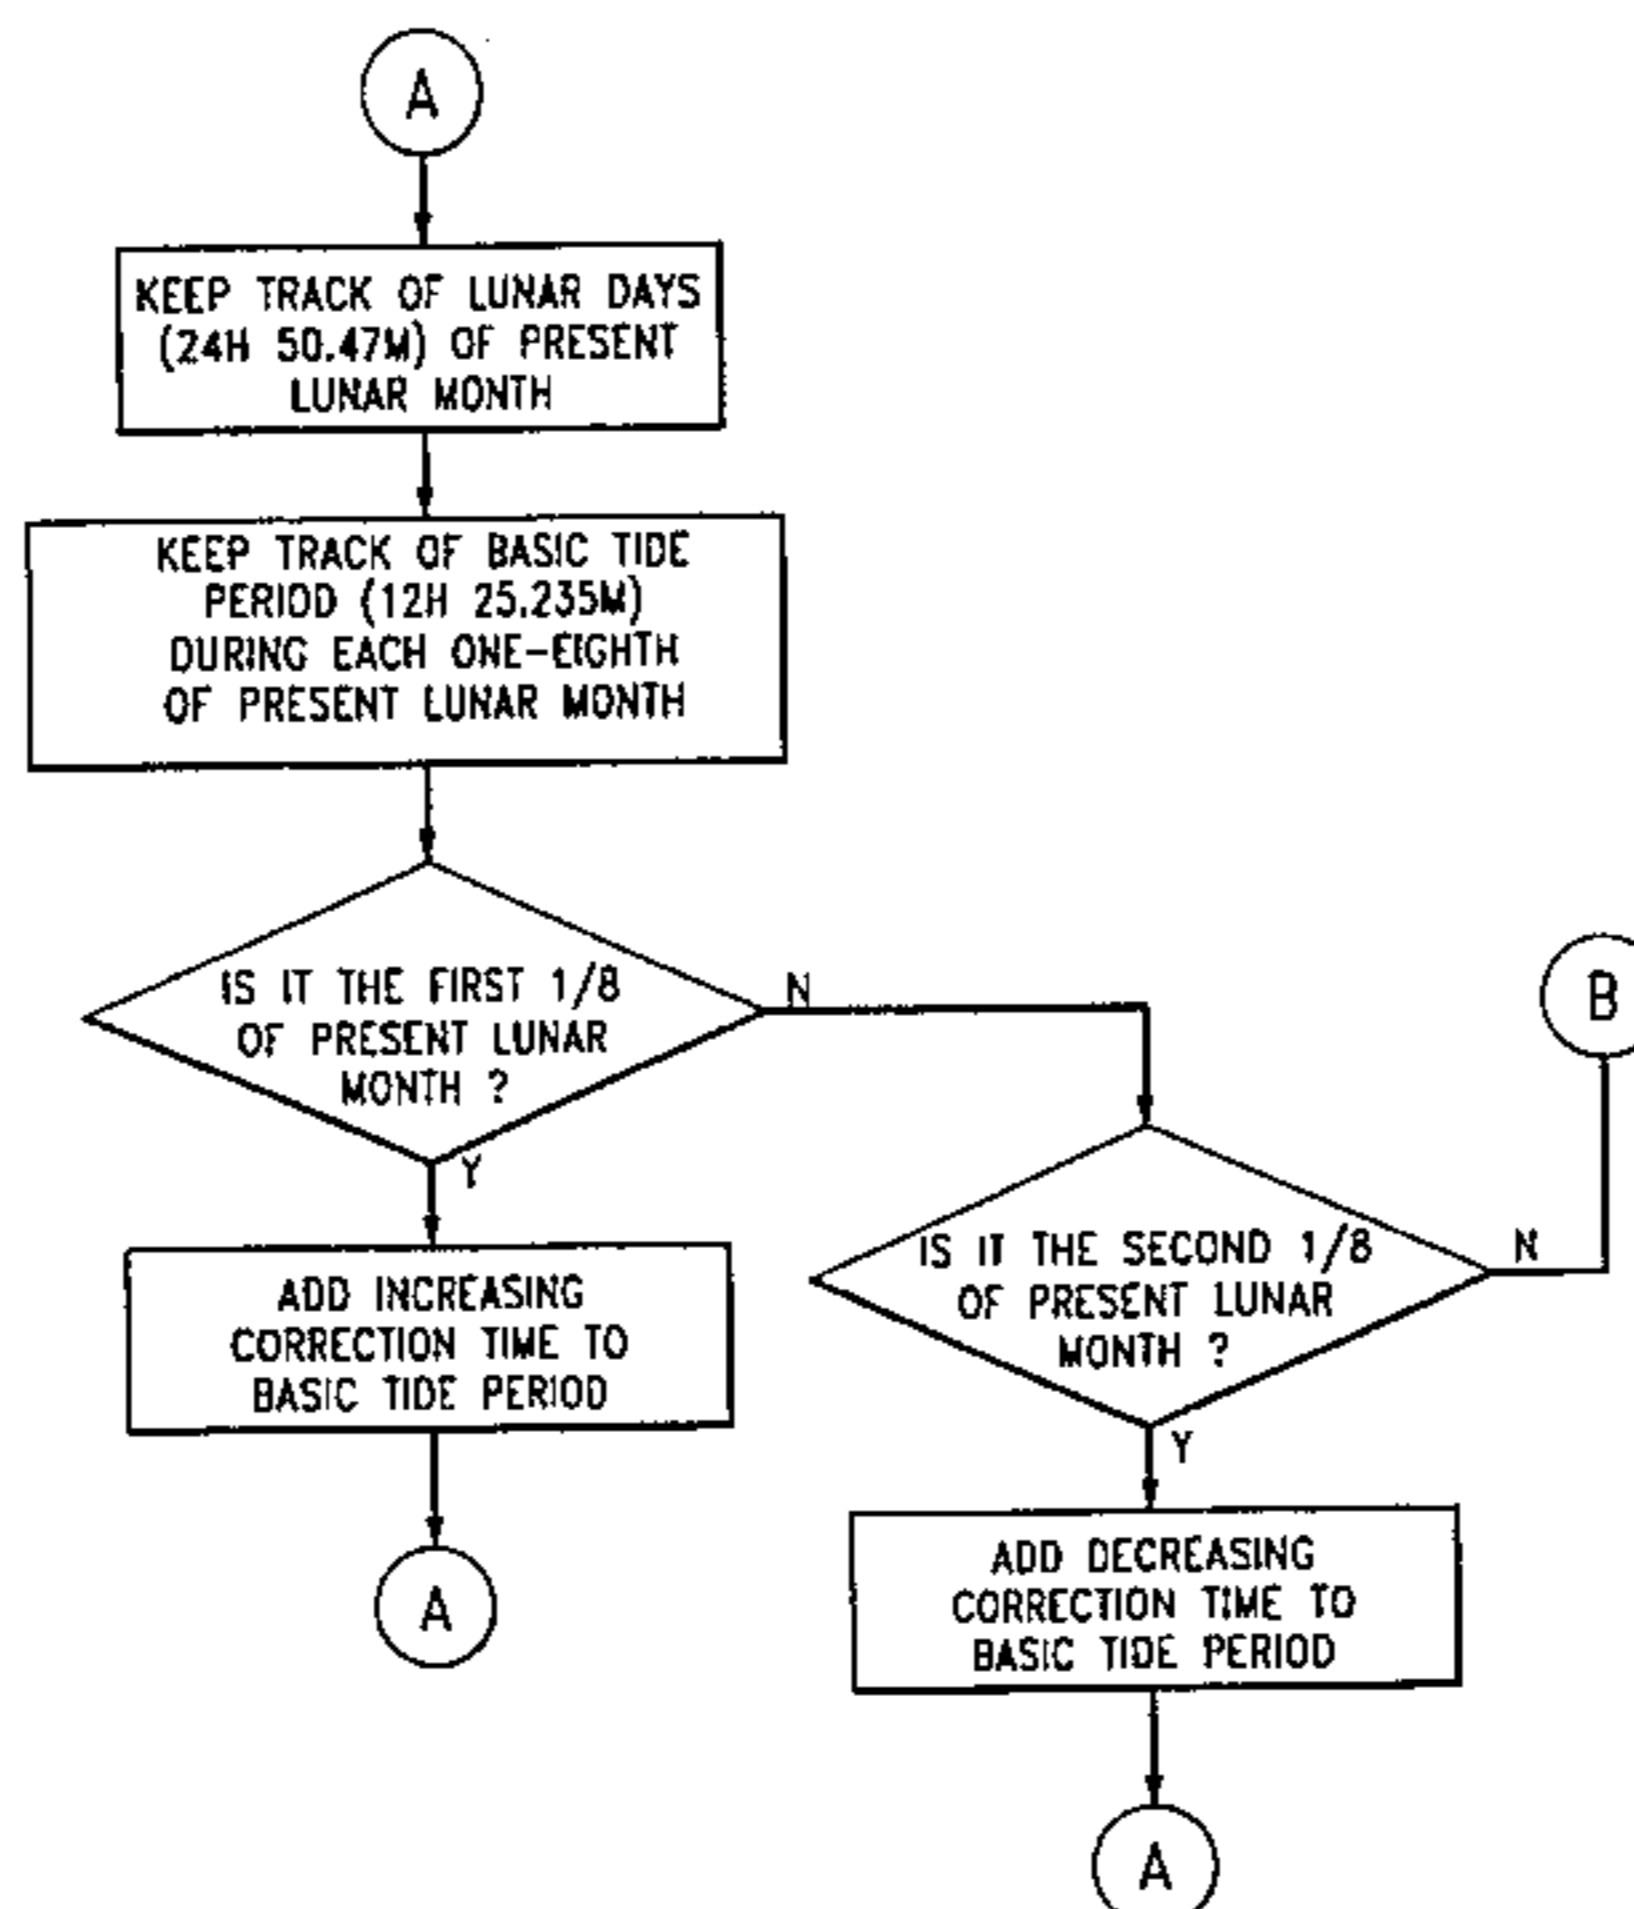 A
KEEP TRACK OF LUNAR DAYS
(24H 50.47M) OF PRESENT
LUNAR MONTH
KEEP TRACK OF BASIC TIDE
PERIOD (12H 25.235M)
DURING EACH ONE-EIGHTH
OF PRESENT LUNAR MONTH
IS IT THE FIRST 1/8
OF PRESENT LUNAR
MONTH ?
N
Y
ADD INCREASING
CORRECTION TIME TO
BASIC TIDE PERIOD
A
B
IS IT THE SECOND 1/8
OF PRESENT LUNAR
MONTH ?
N
Y
ADD DECREASING
CORRECTION TIME TO
BASIC TIDE PERIOD
A